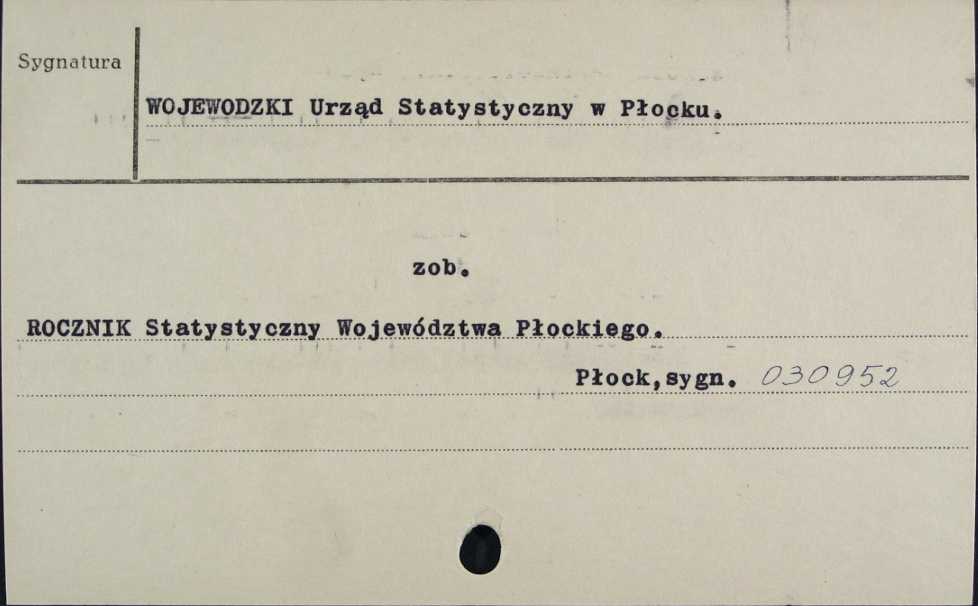 Sygnatura
WOJEWODZKI Urząd Statystyczny w Płocku.
zob.
ROCZNIK Statystyczny Województwa Płockiego.
Płock,sygn. 030952